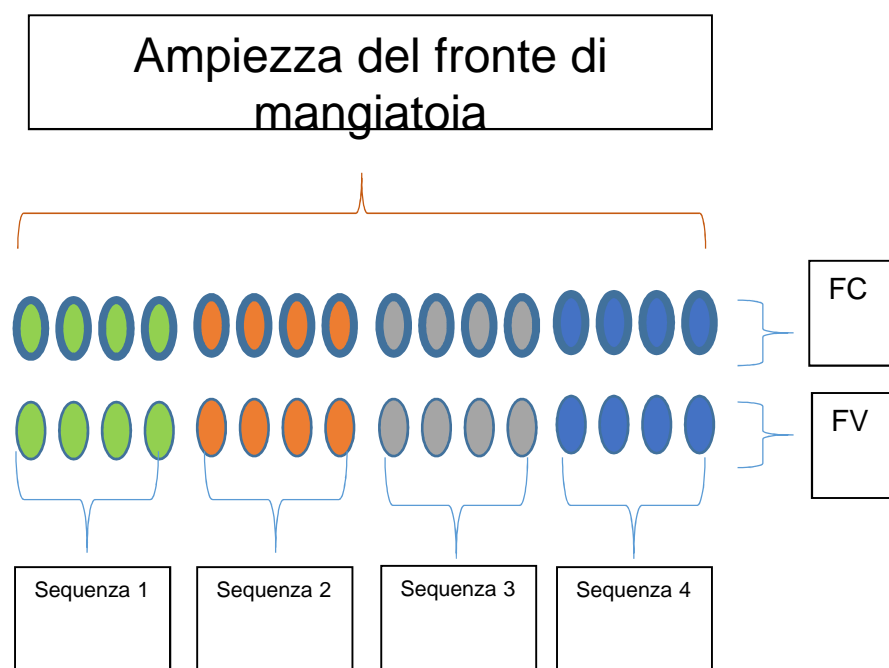 Ampiezza del fronte di
mangiatoia
FC
FV
Sequenza 1
Sequenza 2
Sequenza 3
Sequenza 4